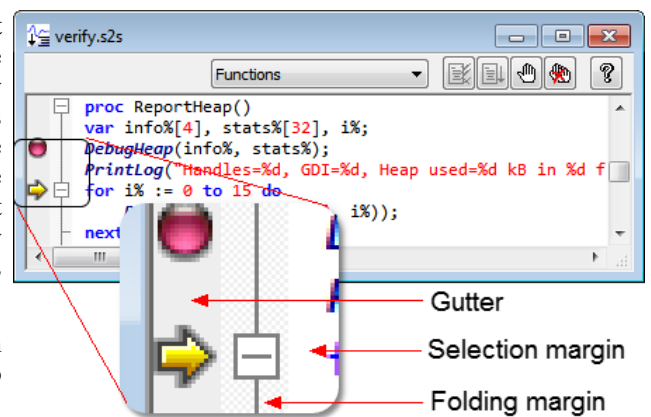 verify.s2s
Functions
proc ReportHeap()
var info%[4], stats%[32], i%;
DebugHeap(info%, stats%);
PrintLog("Handles=%d, GDI=%d, Heap used=%d kB in %d f
for i% := 0 to 15 do
i%));
next
Gutter
Selection margin
Folding margin